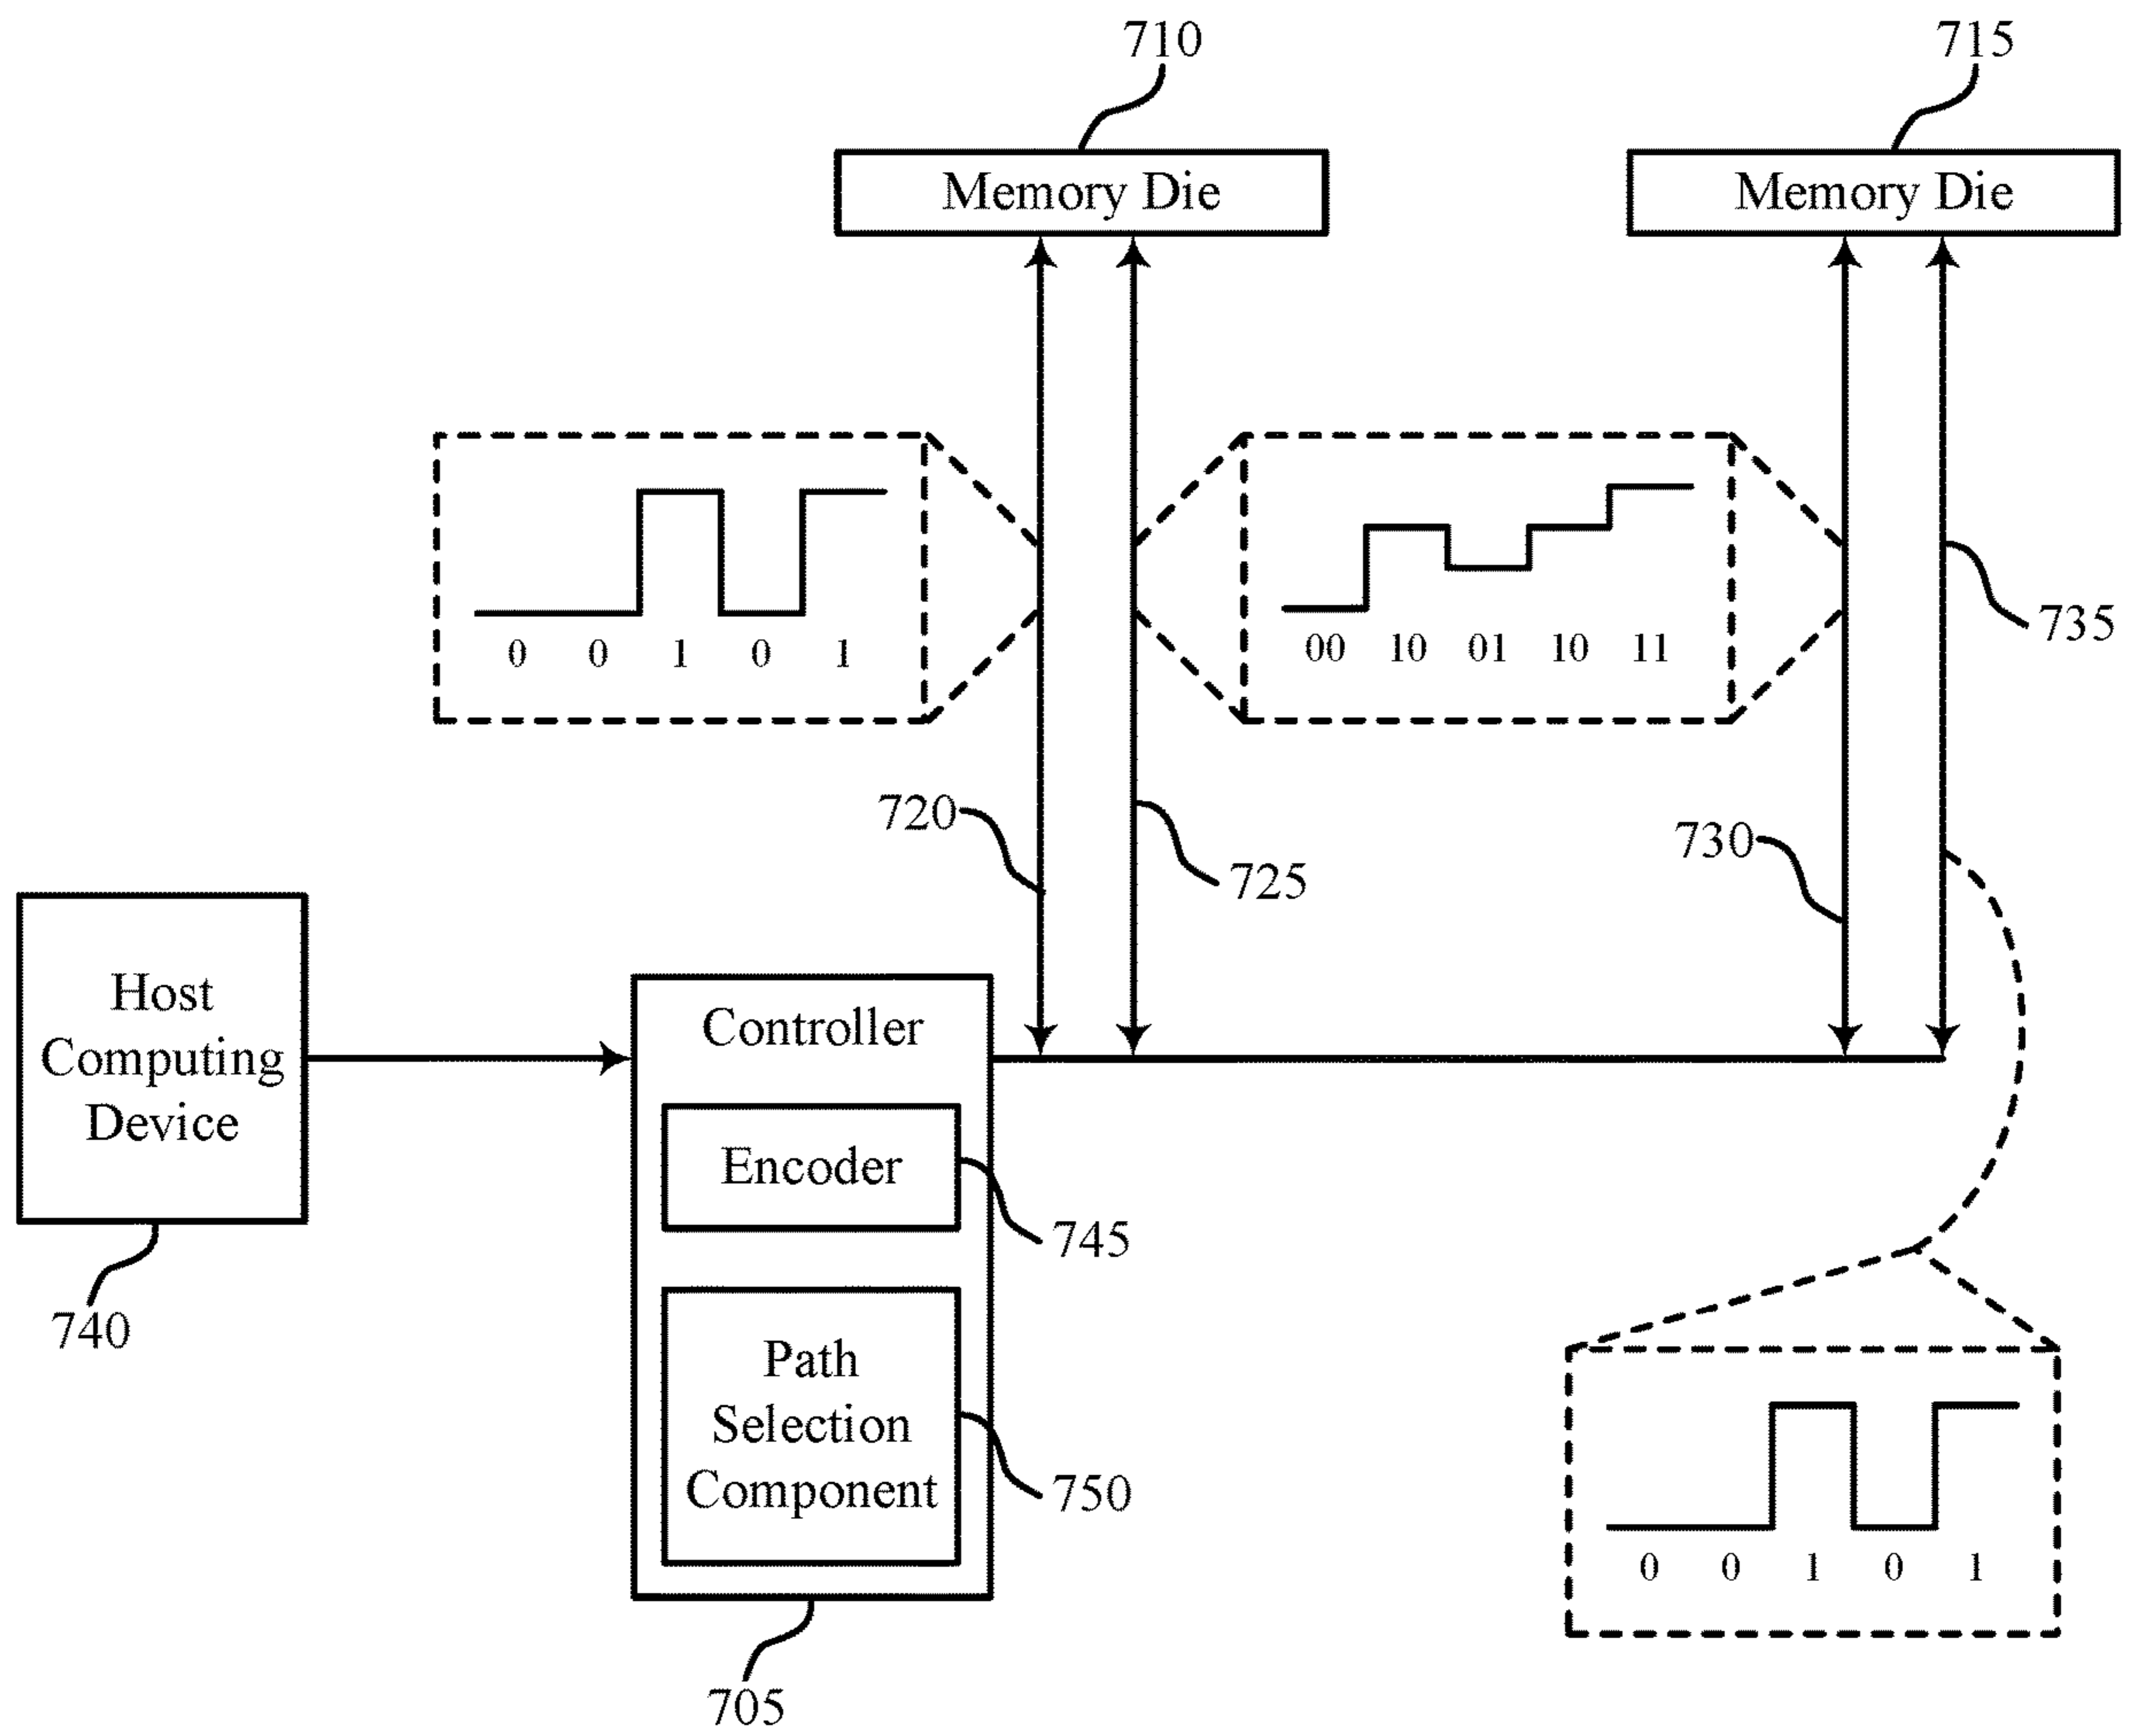 710
715
Memory Die
Memory Die
735
0 0 1 0 1
00 10 01 10 11
720
730
725
Host
Computing
Device
Controller
Encoder
745
740
Path
Selection
Component
750
0 0 1 0 1
705